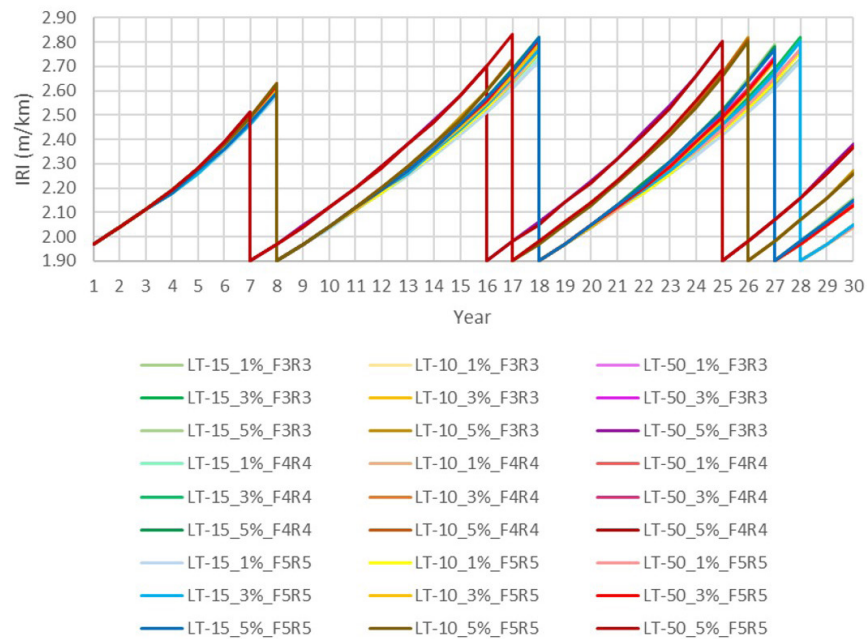 2.90
2.80
2.70
2.60
2.50
2.40
2.30
2.20
2.10
2.00
1.90
IRI (m/km)
1 2 3 4 5 6 7 8 9 10 11 12 13 14 15 16 17 18 19 20 21 22 23 24 25 26 27 28 29 30
Year
LT-15_1%_F3R3 LT-10_1%_F3R3 LT-50_1%_F3R3
LT-15_3%_F3R3 LT-10_3%_F3R3 LT-50_3%_F3R3
LT-15_5%_F3R3 LT-10_5%_F3R3 LT-50_5%_F3R3
LT-15_1%_F4R4 LT-10_1%_F4R4 LT-50_1%_F4R4
LT-15_3%_F4R4 LT-10_3%_F4R4 LT-50_3%_F4R4
LT-15_5%_F4R4 LT-10_5%_F4R4 LT-50_5%_F4R4
LT-15_1%_F5R5 LT-10_1%_F5R5 LT-50_1%_F5R5
LT-15_3%_F5R5 LT-10_3%_F5R5 LT-50_3%_F5R5
LT-15_5%_F5R5 LT-10_5%_F5R5 LT-50_5%_F5R5